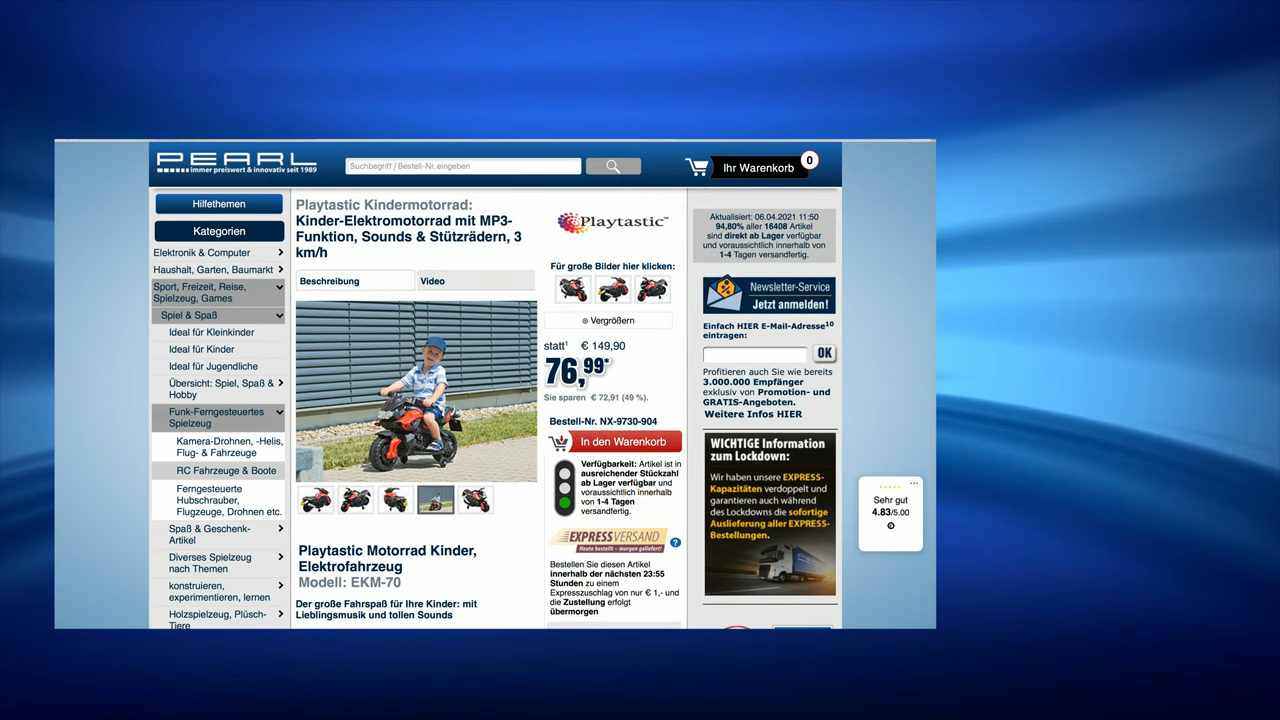 PEARL
immer preiswert & innovativ seit 1989
Suchbegriff / Bestell-Nr. eingeben
Ihr Warenkorb
0
Hilfethemen
Kategorien
Elektronik & Computer
Haushalt, Garten, Baumarkt
Sport, Freizeit, Reise,
Spielzeug, Games
Spiel & Spaß
Ideal für Kleinkinder
Ideal für Kinder
Ideal für Jugendliche
Übersicht: Spiel, Spaß &
Hobby
Funk-Ferngesteuertes
Spielzeug
Kamera-Drohnen, -Helis,
Flug- & Fahrzeuge
RC Fahrzeuge & Boote
Ferngesteuerte
Hubschrauber,
Flugzeuge, Drohnen etc.
Spaß & Geschenk-
Artikel
Diverses Spielzeug
nach Themen
konstruieren,
experimentieren, lernen
Holzspielzeug, Plüsch-
Tiere
Playtastic Kindermotorrad:
Kinder-Elektromotorrad mit MP3-
Funktion, Sounds & Stützrädern, 3
km/h
Beschreibung
Video
Playtastic Motorrad Kinder,
Elektrofahrzeug
Modell: EKM-70
Der große Fahrspaß für Ihre Kinder: mit
Lieblingsmusik und tollen Sounds
Playtastic™
Für große Bilder hier klicken:
Vergrößern
statt¹ € 149,90
76,99*
Sie sparen € 72,91 (49 %).
Bestell-Nr. NX-9730-904
In den Warenkorb
Verfügbarkeit: Artikel ist in
ausreichender Stückzahl
ab Lager verfügbar und
voraussichtlich innerhalb
von 1-4 Tagen
versandfertig.
EXPRESSVERSAND
Heute bestellt – morgen geliefert!
?
Bestellen Sie diesen Artikel
innerhalb der nächsten 23:55
Stunden zu einem
Expresszuschlag von nur € 1,- und
die Zustellung erfolgt
übermorgen
Aktualisiert: 06.04.2021 11:50
94,80% aller 16408 Artikel
sind direkt ab Lager verfügbar
und voraussichtlich innerhalb von
1-4 Tagen versandfertig.
Newsletter-Service
Jetzt anmelden!
Einfach HIER E-Mail-Adresse¹⁰
eintragen:
OK
Profitieren auch Sie wie bereits
3.000.000 Empfänger
exklusiv von Promotion- und
GRATIS-Angeboten.
Weitere Infos HIER
WICHTIGE Information
zum Lockdown:
Wir haben unsere EXPRESS-
Kapazitäten verdoppelt und
garantieren auch während
des Lockdowns die sofortige
Auslieferung aller EXPRESS-
Bestellungen.
Sehr gut
4.83/5.00